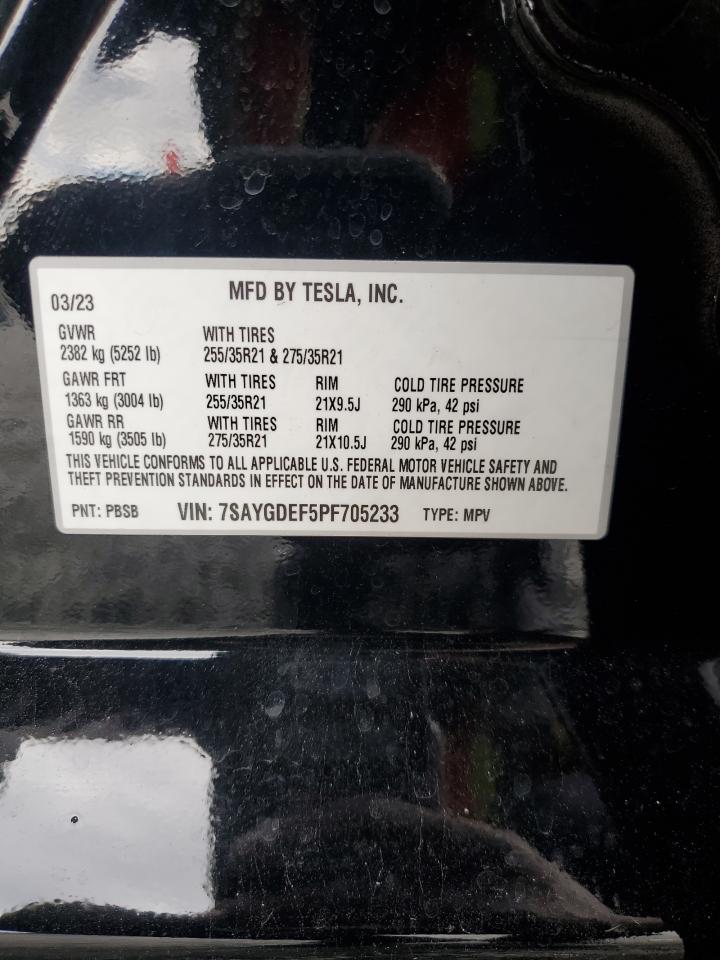 MFD BY TESLA, INC.
03/23
GVWR WITH TIRES
2382 kg (5252 lb) 255/35R21 & 275/35R21
GAWR FRT WITH TIRES RIM COLD TIRE PRESSURE
1363 kg (3004 lb) 255/35R21 21X9.5J 290 kPa, 42 psi
GAWR RR WITH TIRES RIM COLD TIRE PRESSURE
1590 kg (3505 lb) 275/35R21 21X10.5J 290 kPa, 42 psi
THIS VEHICLE CONFORMS TO ALL APPLICABLE U.S. FEDERAL MOTOR VEHICLE SAFETY AND
THEFT PREVENTION STANDARDS IN EFFECT ON THE DATE OF MANUFACTURE SHOWN ABOVE.
PNT: PBSB VIN: 7SAYGDEF5PF705233 TYPE: MPV